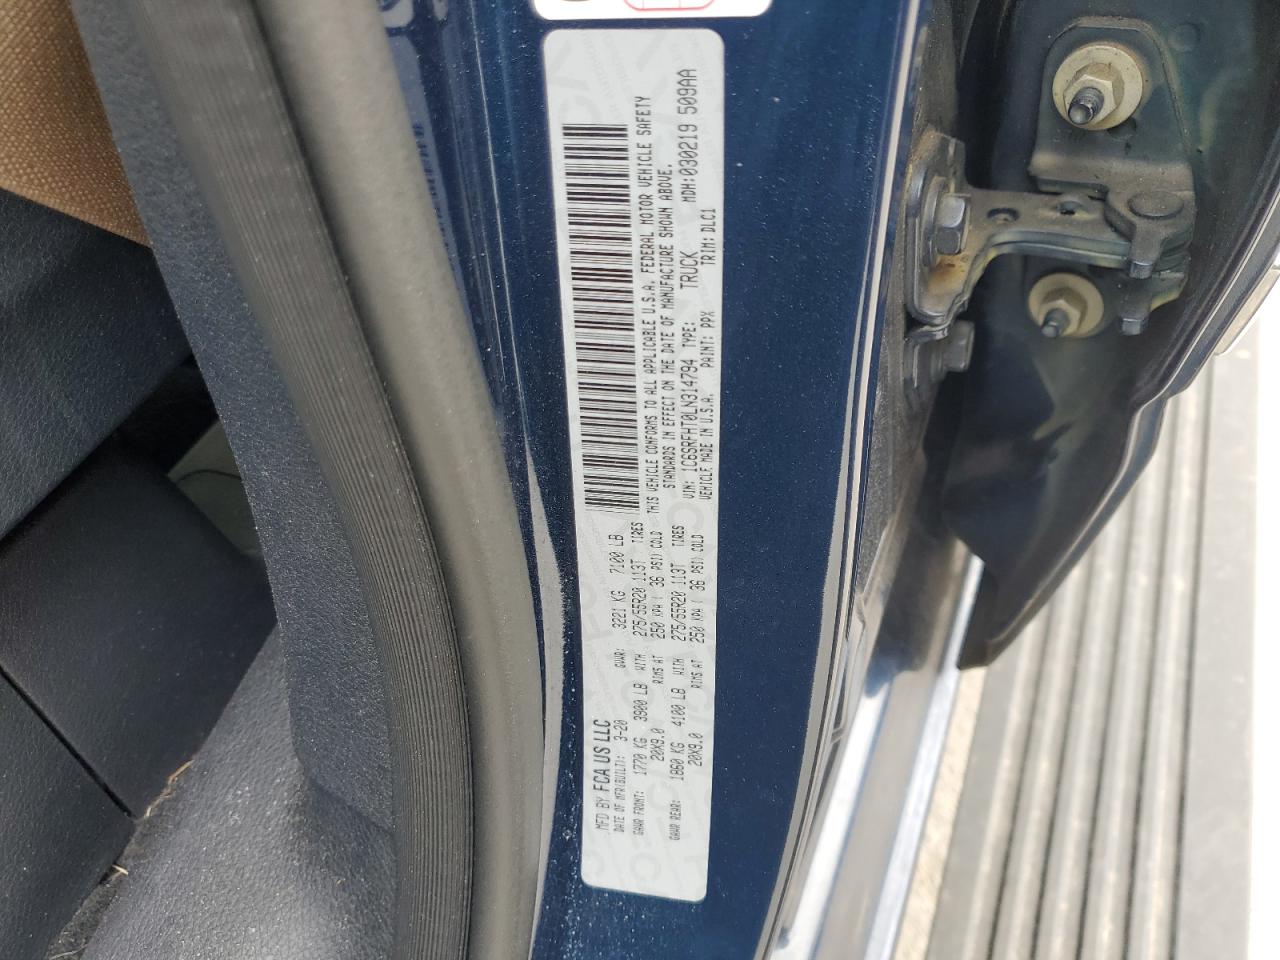 MFD BY FCA US LLC
DATE OF MFR(BUILT): 3-20 GVWR: 3221 KG 7100 LB
GAWR FRONT: 1770 KG 3900 LB WITH 275/55R20 113T TIRES
20X9.0 RIMS AT 250 KPA ( 36 PSI) COLD
GAWR REAR: 1860 KG 4100 LB WITH 275/55R20 113T TIRES
20X9.0 RIMS AT 250 KPA ( 36 PSI) COLD
THIS VEHICLE CONFORMS TO ALL APPLICABLE U.S.A. FEDERAL MOTOR VEHICLE SAFETY
STANDARDS IN EFFECT ON THE DATE OF MANUFACTURE SHOWN ABOVE.
VIN: 1C6SRFHT0LN314794 TYPE: TRUCK MDH:030219 509AA
VEHICLE MADE IN U.S.A. PAINT: PPX TRIM: DLC1